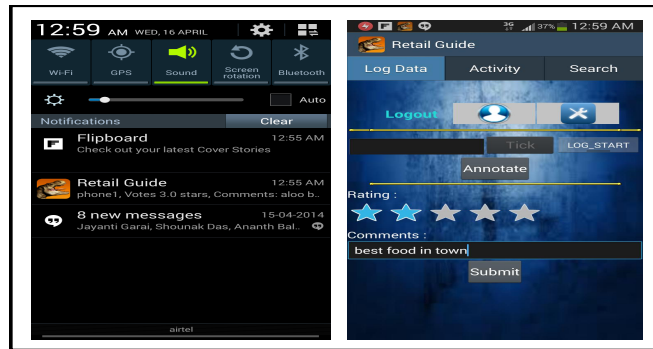 12:59 AM WED, 16 APRIL
Wi-Fi
GPS
Sound
Screen rotation
Bluetooth
Auto
Notifications
Clear
Flipboard 12:55 AM
Check out your latest Cover Stories
Retail Guide 12:55 AM
phone1, Votes 3.0 stars, Comments: aloo b..
8 new messages 15-04-2014
Jayanti Garai, Shounak Das, Ananth Bal..
airtel
3G 37% 12:59 AM
Retail Guide
Log Data Activity Search
Logout
Tick LOG_START
Annotate
Rating :
Comments :
best food in town
Submit